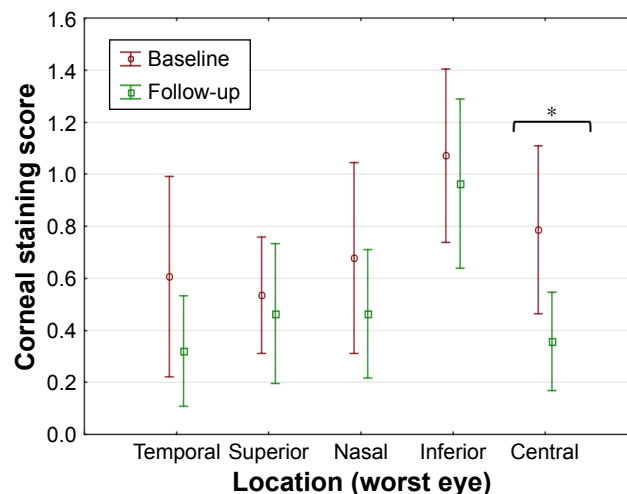 1.6
1.4
1.2
1.0
0.8
0.6
0.4
0.2
0.0
Corneal staining score
Baseline
Follow-up
*
Temporal Superior Nasal Inferior Central
Location (worst eye)